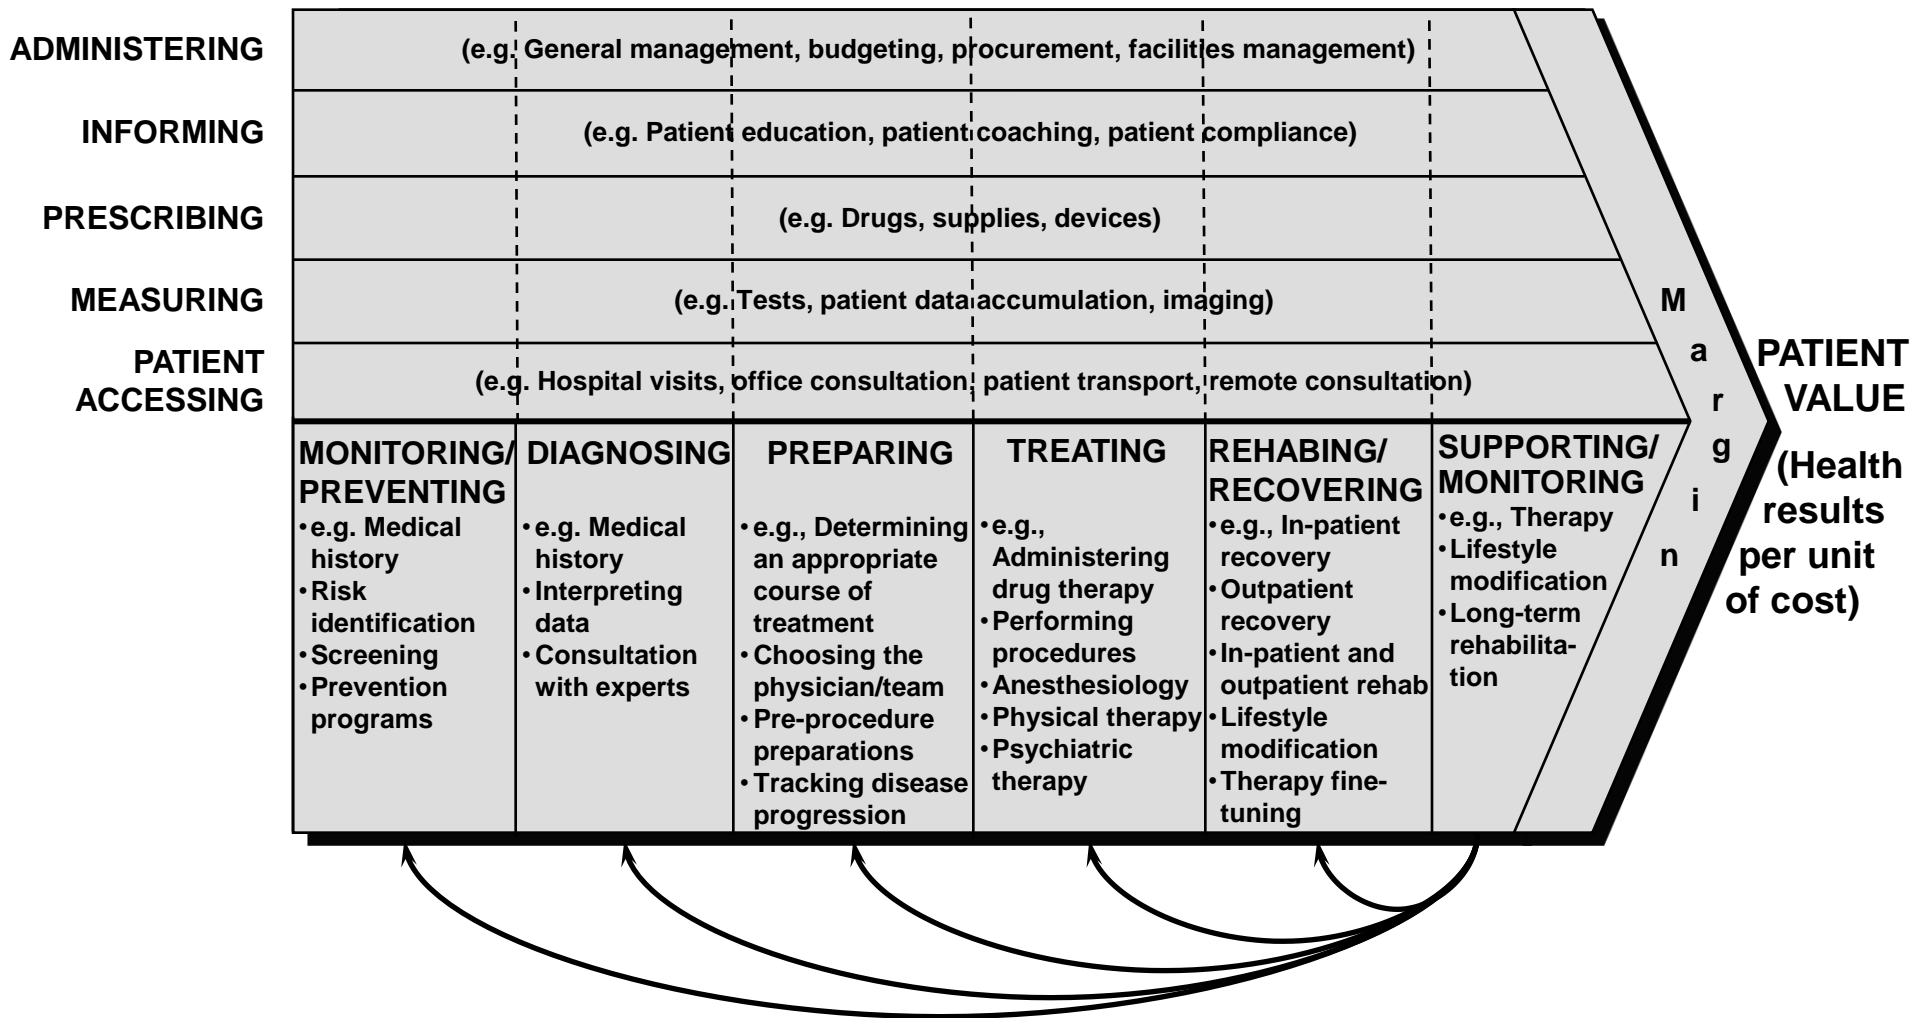 ADMINISTERING
(e.g. General management, budgeting, procurement, facilities management)
INFORMING
(e.g. Patient education, patient coaching, patient compliance)
PRESCRIBING
(e.g. Drugs, supplies, devices)
MEASURING
(e.g. Tests, patient data accumulation, imaging)
PATIENT
ACCESSING
(e.g. Hospital visits, office consultation, patient transport, remote consultation)
MONITORING/
PREVENTING
•e.g. Medical
history
•Risk
identification
•Screening
•Prevention
programs
DIAGNOSING
•e.g. Medical
history
•Interpreting
data
•Consultation
with experts
PREPARING
•e.g., Determining
an appropriate
course of
treatment
•Choosing the
physician/team
•Pre-procedure
preparations
•Tracking disease
progression
TREATING
•e.g.,
Administering
drug therapy
•Performing
procedures
•Anesthesiology
•Physical therapy
•Psychiatric
therapy
REHABING/
RECOVERING
•e.g., In-patient
recovery
•Outpatient
recovery
•In-patient and
outpatient rehab
•Lifestyle
modification
•Therapy fine-
tuning
SUPPORTING/
MONITORING
•e.g., Therapy
•Lifestyle
modification
•Long-term
rehabilita-
tion
M
a
r
g
i
n
PATIENT
VALUE
(Health
results
per unit
of cost)